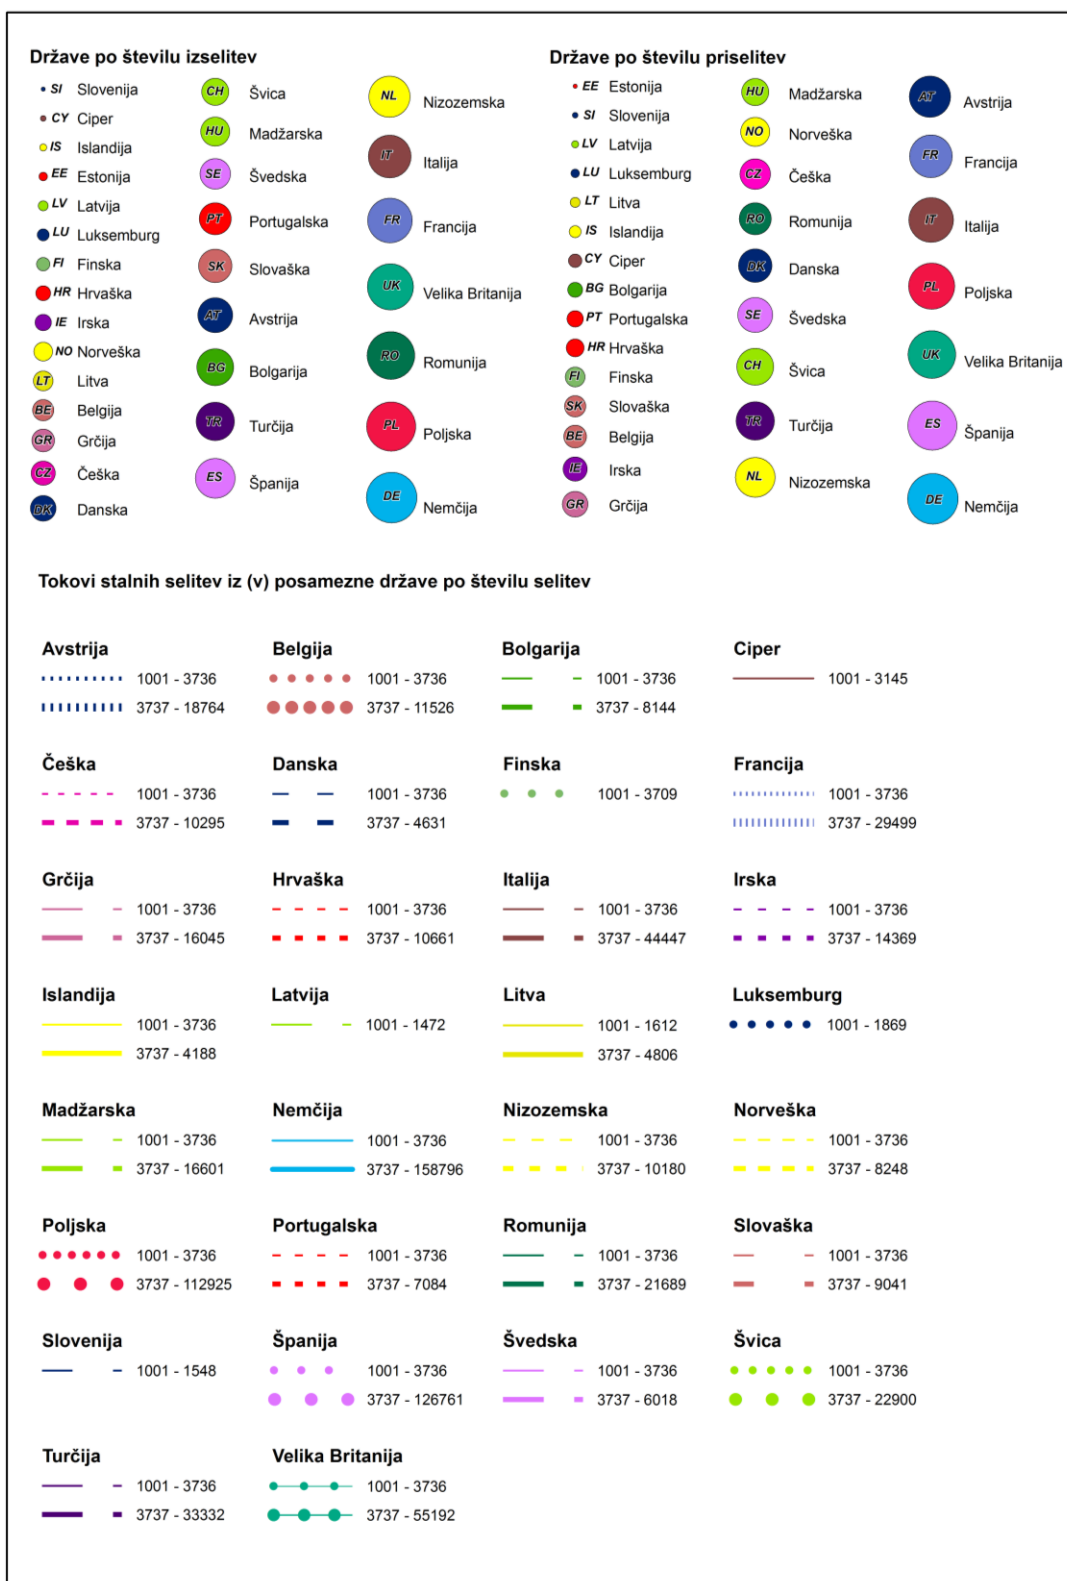 Države po številu izselitev
SI Slovenija
CY Ciper
IS Islandija
EE Estonija
LV Latvija
LU Luksemburg
FI Finska
HR Hrvaška
IE Irska
NO Norveška
LT Litva
BE Belgija
GR Grčija
CZ Češka
DK Danska
CH Švica
HU Madžarska
SE Švedska
PT Portugalska
SK Slovaška
AT Avstrija
BG Bolgarija
TR Turčija
ES Španija
NL Nizozemska
IT Italija
FR Francija
UK Velika Britanija
RO Romunija
PL Poljska
DE Nemčija
Države po številu priselitev
EE Estonija
SI Slovenija
LV Latvija
LU Luksemburg
LT Litva
IS Islandija
CY Ciper
BG Bolgarija
PT Portugalska
HR Hrvaška
FI Finska
SK Slovaška
BE Belgija
IE Irska
GR Grčija
HU Madžarska
NO Norveška
CZ Češka
RO Romunija
DK Danska
SE Švedska
CH Švica
TR Turčija
NL Nizozemska
AT Avstrija
FR Francija
IT Italija
PL Poljska
UK Velika Britanija
ES Španija
DE Nemčija
Tokovi stalnih selitev iz (v) posamezne države po številu selitev
Avstrija
1001 - 3736
3737 - 18764
Belgija
1001 - 3736
3737 - 11526
Bolgarija
1001 - 3736
3737 - 8144
Ciper
1001 - 3145
Češka
1001 - 3736
3737 - 10295
Danska
1001 - 3736
3737 - 4631
Finska
1001 - 3709
Francija
1001 - 3736
3737 - 29499
Grčija
1001 - 3736
3737 - 16045
Hrvaška
1001 - 3736
3737 - 10661
Italija
1001 - 3736
3737 - 44447
Irska
1001 - 3736
3737 - 14369
Islandija
1001 - 3736
3737 - 4188
Latvija
1001 - 1472
Litva
1001 - 1612
3737 - 4806
Luksemburg
1001 - 1869
Madžarska
1001 - 3736
3737 - 16601
Nemčija
1001 - 3736
3737 - 158796
Nizozemska
1001 - 3736
3737 - 10180
Norveška
1001 - 3736
3737 - 8248
Poljska
1001 - 3736
3737 - 112925
Portugalska
1001 - 3736
3737 - 7084
Romunija
1001 - 3736
3737 - 21689
Slovaška
1001 - 3736
3737 - 9041
Slovenija
1001 - 1548
Španija
1001 - 3736
3737 - 126761
Švedska
1001 - 3736
3737 - 6018
Švica
1001 - 3736
3737 - 22900
Turčija
1001 - 3736
3737 - 33332
Velika Britanija
1001 - 3736
3737 - 55192